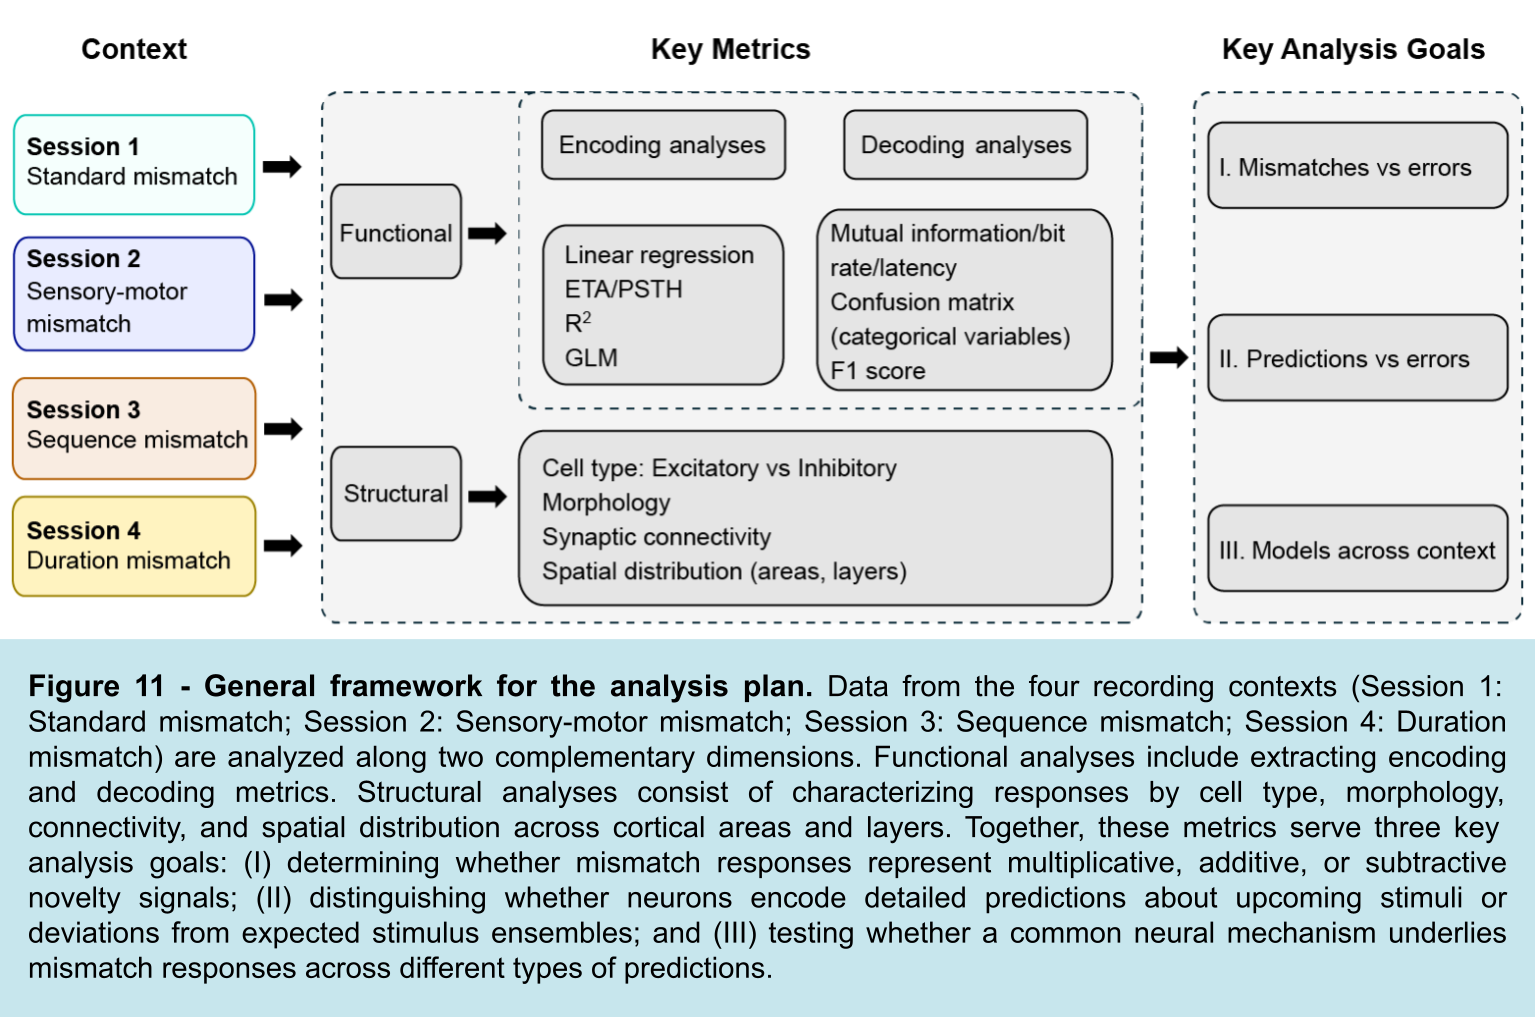 Context
Key Metrics
Key Analysis Goals
Session 1
Standard mismatch
Session 2
Sensory-motor
mismatch
Session 3
Sequence mismatch
Session 4
Duration mismatch
Functional
Structural
Encoding analyses
Decoding analyses
Linear regression
ETA/PSTH
R²
GLM
Mutual information/bit
rate/latency
Confusion matrix
(categorical variables)
F1 score
Cell type: Excitatory vs Inhibitory
Morphology
Synaptic connectivity
Spatial distribution (areas, layers)
I. Mismatches vs errors
II. Predictions vs errors
III. Models across context
Figure 11 - General framework for the analysis plan. Data from the four recording contexts (Session 1:
Standard mismatch; Session 2: Sensory-motor mismatch; Session 3: Sequence mismatch; Session 4: Duration
mismatch) are analyzed along two complementary dimensions. Functional analyses include extracting encoding
and decoding metrics. Structural analyses consist of characterizing responses by cell type, morphology,
connectivity, and spatial distribution across cortical areas and layers. Together, these metrics serve three key
analysis goals: (I) determining whether mismatch responses represent multiplicative, additive, or subtractive
novelty signals; (II) distinguishing whether neurons encode detailed predictions about upcoming stimuli or
deviations from expected stimulus ensembles; and (III) testing whether a common neural mechanism underlies
mismatch responses across different types of predictions.